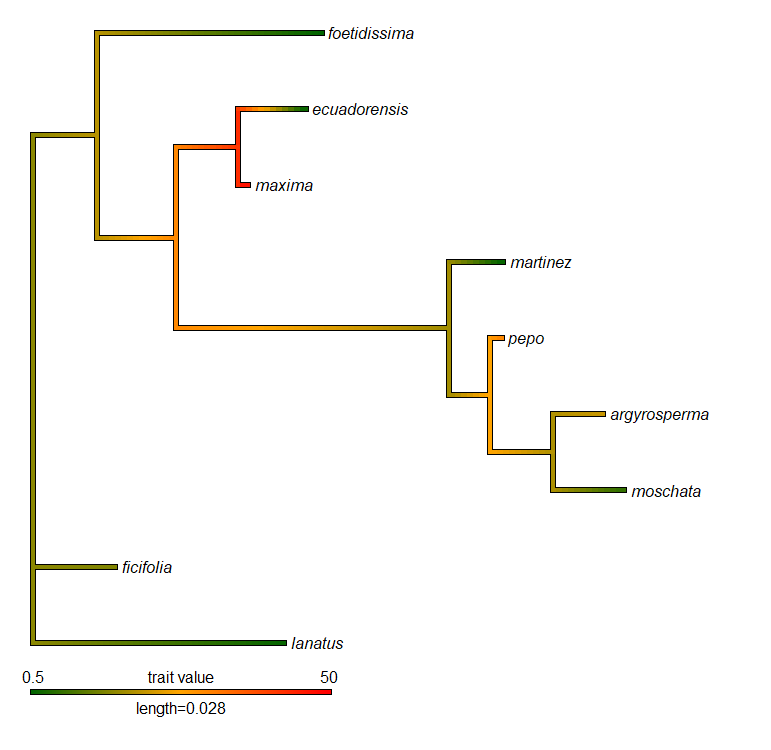 foetidissima
ecuadorensis
maxima
martinez
pepo
argyrosperma
moschata
ficifolia
lanatus
0.5 trait value 50
length=0.028